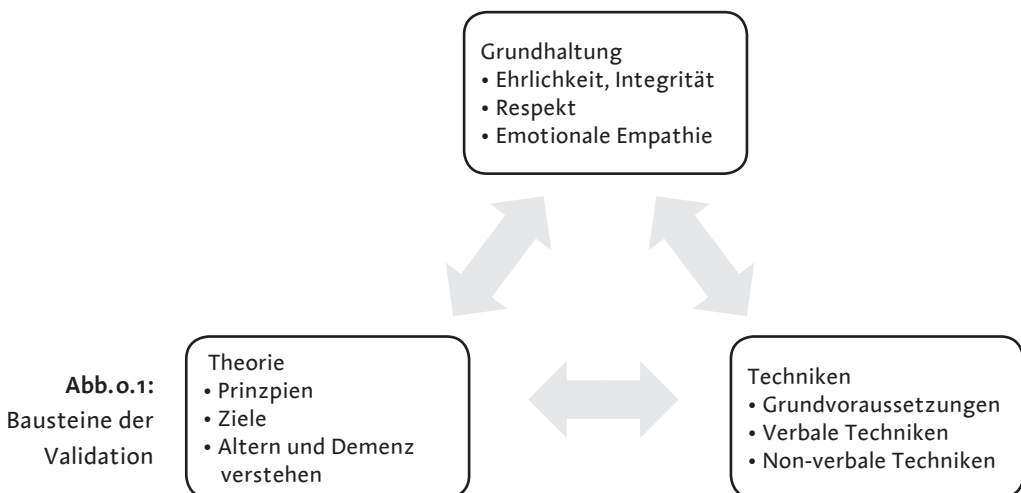 Grundhaltung
• Ehrlichkeit, Integrität
• Respekt
• Emotionale Empathie
Abb.0.1:
Bausteine der
Validation
Theorie
• Prinzpien
• Ziele
• Altern und Demenz
verstehen
Techniken
• Grundvoraussetzungen
• Verbale Techniken
• Non-verbale Techniken